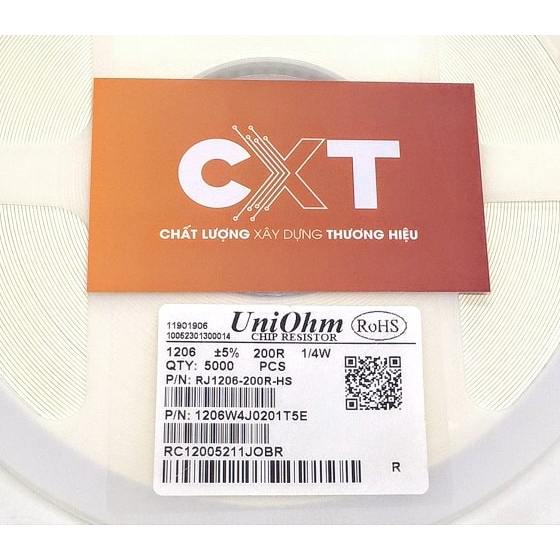 CXT
CHẤT LƯỢNG XÂY DỰNG THƯƠNG HIỆU
11901906
10052301300014
UniOhm
CHIP RESISTOR
RoHS
1206 ±5% 200R 1/4W
QTY: 5000 PCS
P/N: RJ1206-200R-HS
P/N: 1206W4J0201T5E
RC12005211JOBR
R